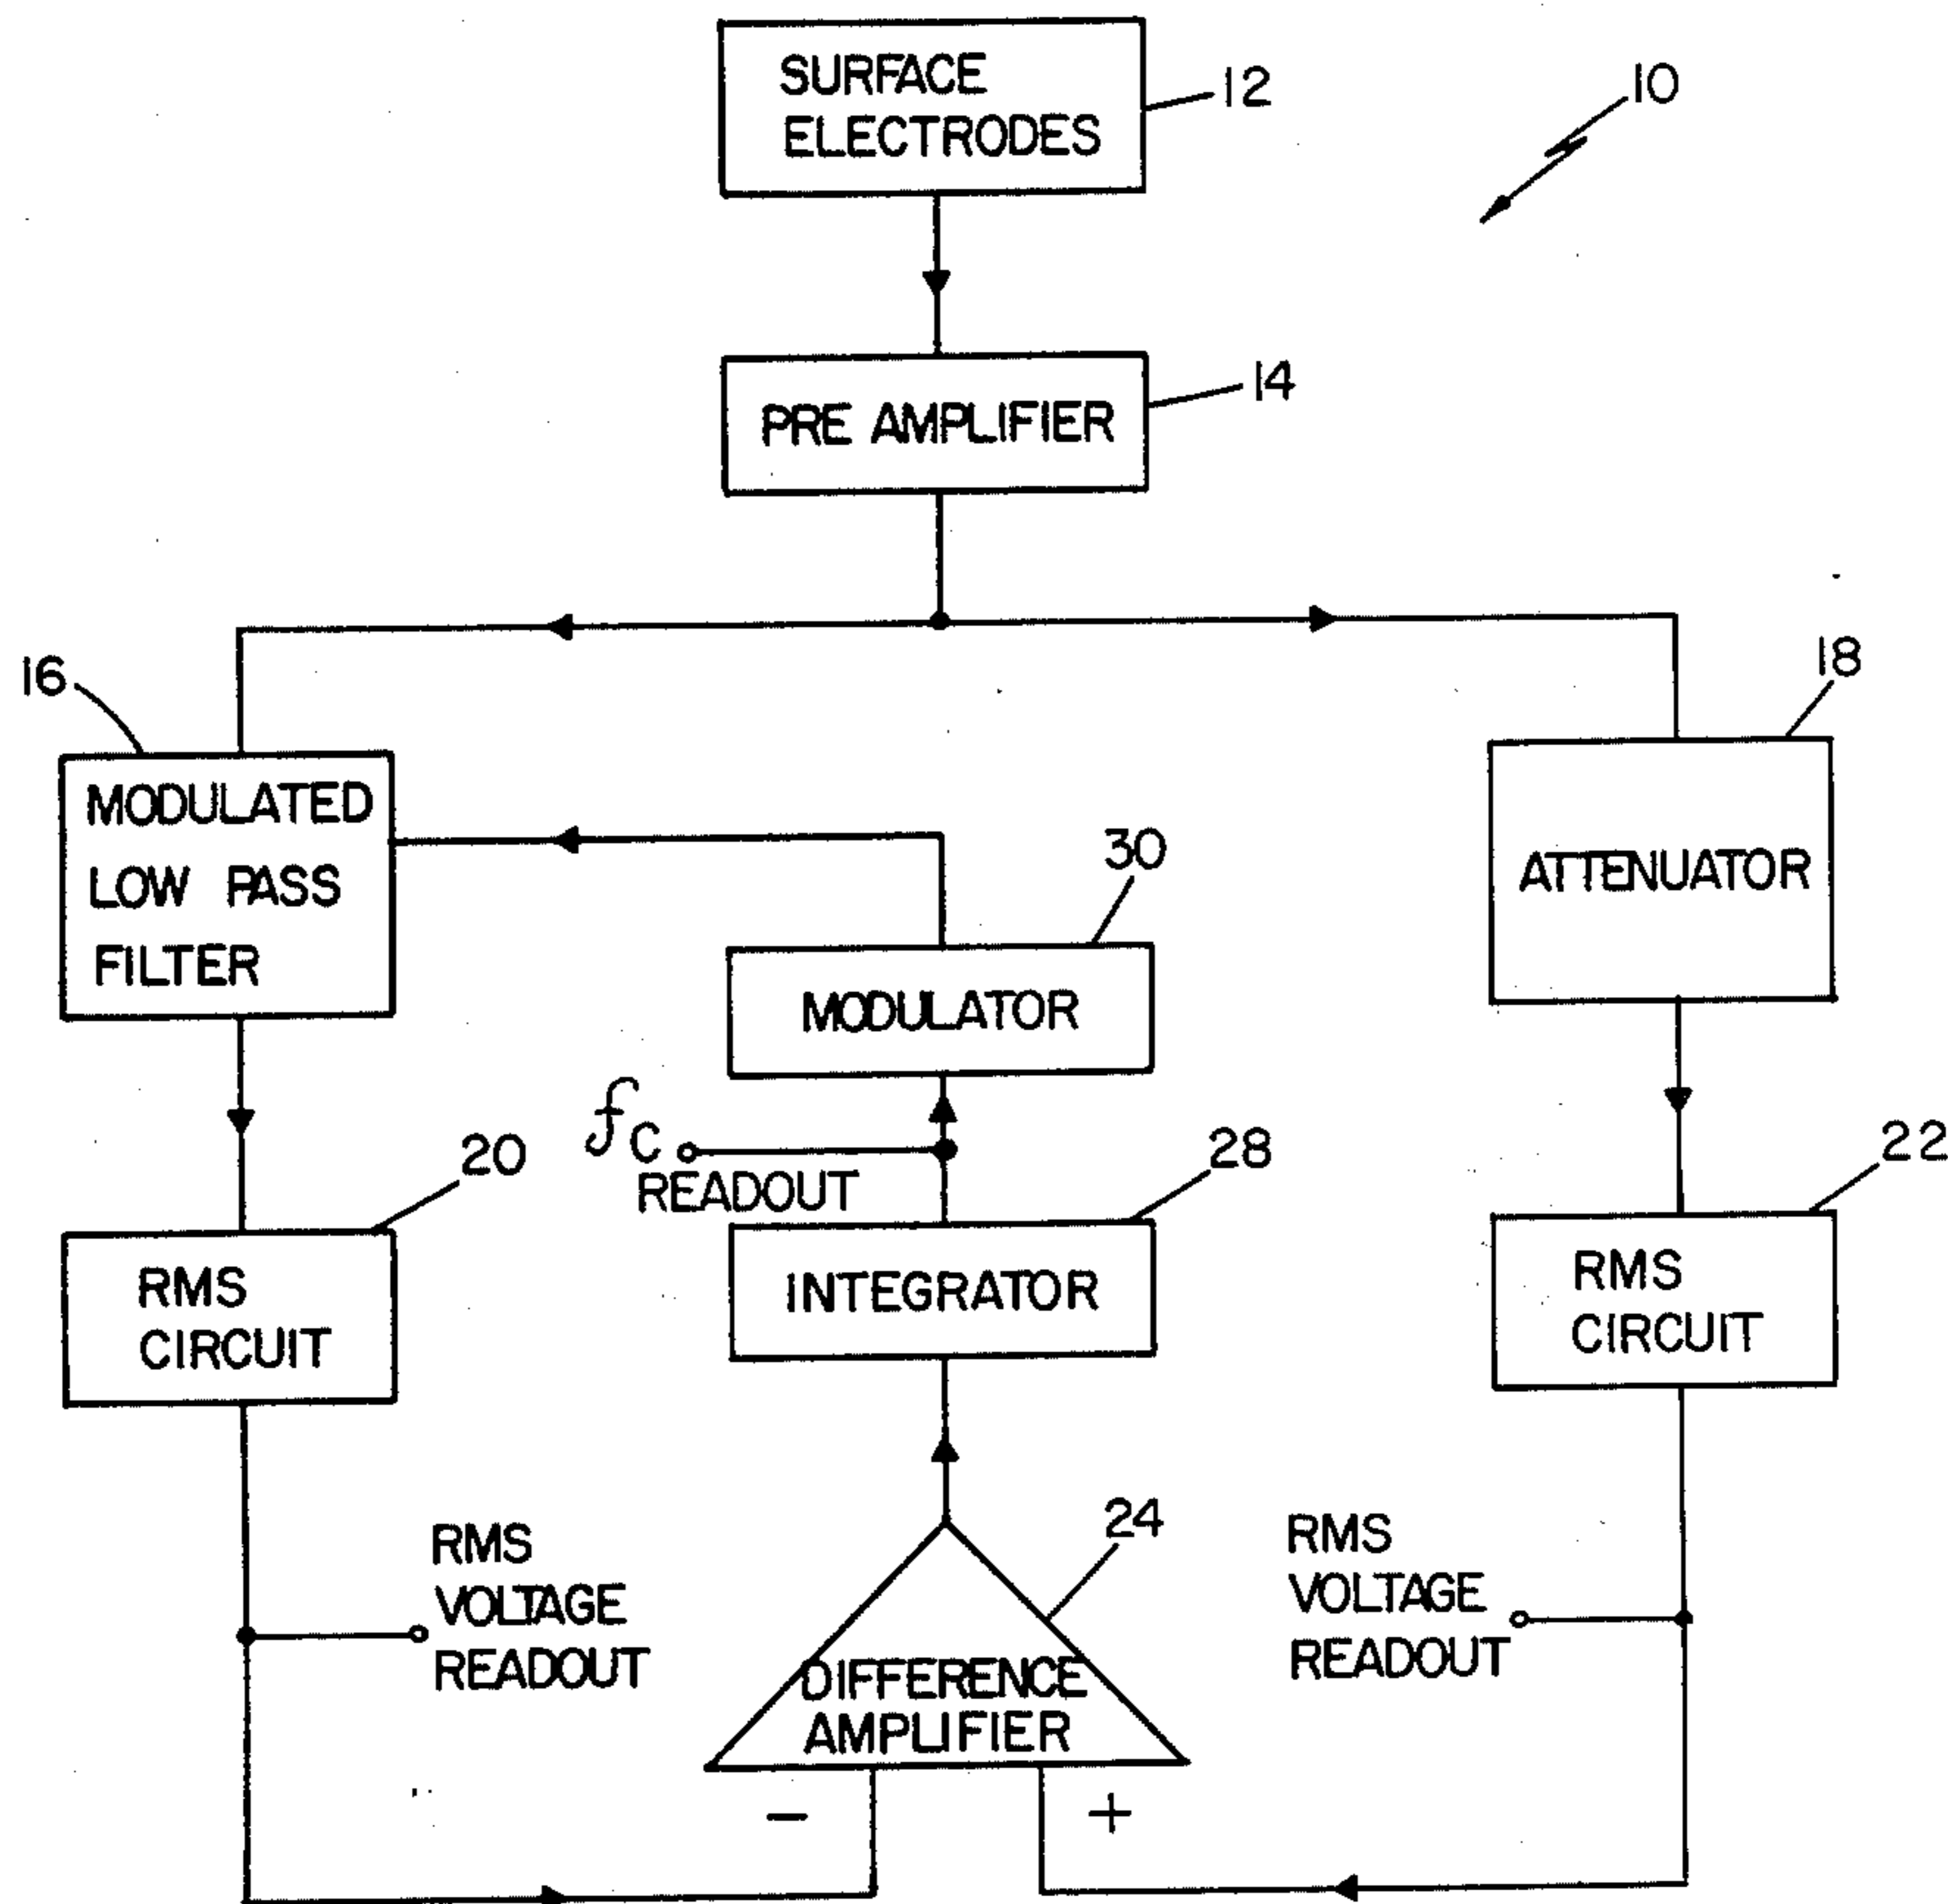 SURFACE
ELECTRODES
12
10
PRE AMPLIFIER
14
16
18
MODULATED
LOW PASS
FILTER
30
ATTENUATOR
MODULATOR
fc
READOUT
20
28
22
RMS
CIRCUIT
INTEGRATOR
RMS
CIRCUIT
RMS
VOLTAGE
READOUT
24
RMS
VOLTAGE
READOUT
DIFFERENCE
AMPLIFIER
−
+